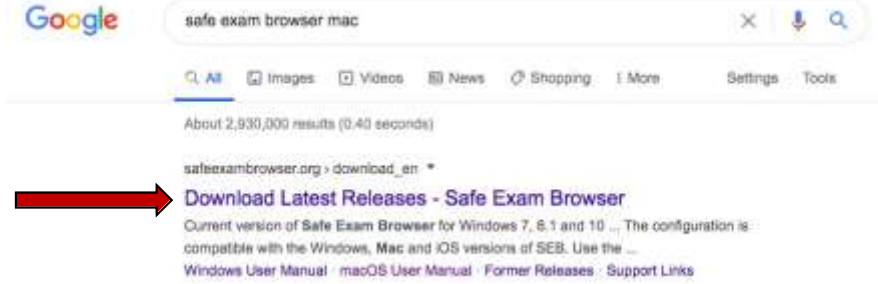 Google
safe exam browser mac
All Images Videos News Shopping More Settings Tools
About 2,930,000 results (0.40 seconds)
safeexambrowser.org › download_en
Download Latest Releases - Safe Exam Browser
Current version of Safe Exam Browser for Windows 7, 8.1 and 10 ... The configuration is
compatible with the Windows, Mac and iOS versions of SEB. Use the ...
Windows User Manual · macOS User Manual · Former Releases · Support Links